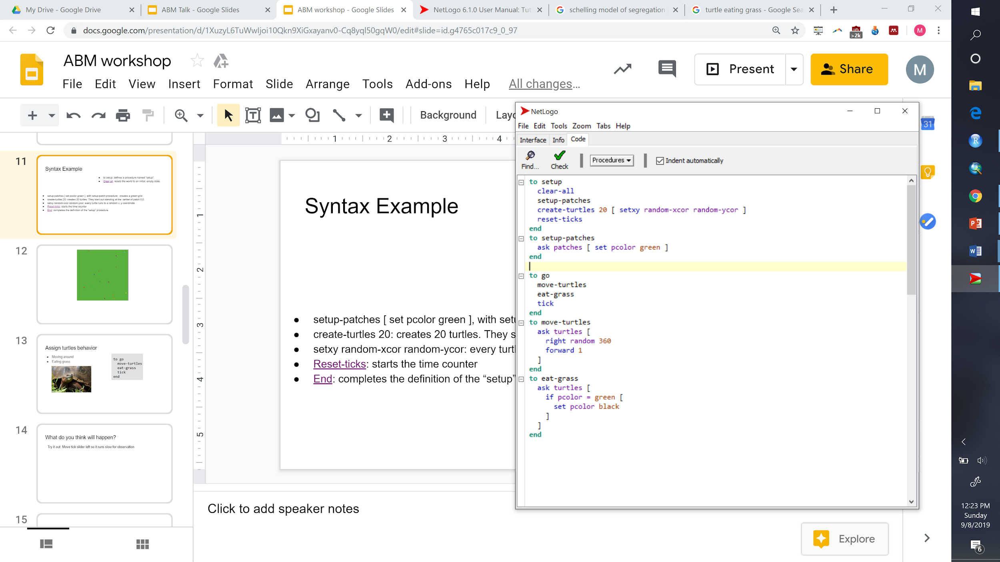 My Drive - Google Drive
ABM Talk - Google Slides
ABM workshop - Google Slides
NetLogo 6.1.0 User Manual: Tut
schelling model of segregation
turtle eating grass - Google Sea
docs.google.com/presentation/d/1XuzyL6TuWwIjoi10Qkn9XiGxayanv0-Cq8yql50gqW0/edit#slide=id.g4765c017c9_0_97
>2k
M
ABM workshop
File Edit View Insert Format Slide Arrange Tools Add-ons Help All changes…
Present
Share
M
Background
Layo
1 2 3 4
1
2
3
4
5
11
Syntax Example
to setup: defines a procedure named "setup".
Clear-all: resets the world to an initial, empty state.
setup-patches [ set pcolor green ], with setup-patch procedure: creates a green grid
create-turtles 20: creates 20 turtles. They start out standing at the center of patch 0,0.
setxy random-xcor random-ycor: every turtle runs to a random x, y coordinate
Reset-ticks: starts the time counter
End: completes the definition of the "setup" procedure.
12
13
Assign turtles behavior
Moving around
Eating grass
to go
move-turtles
eat-grass
tick
end
14
What do you think will happen?
Try it out: Move tick slider left so it runs slow for observation
15
Syntax Example
● setup-patches [ set pcolor green ], with setu
● create-turtles 20: creates 20 turtles. They s
● setxy random-xcor random-ycor: every turtl
● Reset-ticks: starts the time counter
● End: completes the definition of the “setup”
Click to add speaker notes
NetLogo
File Edit Tools Zoom Tabs Help
Interface Info Code
Find... Check Procedures Indent automatically
to setup
clear-all
setup-patches
create-turtles 20 [ setxy random-xcor random-ycor ]
reset-ticks
end
to setup-patches
ask patches [ set pcolor green ]
end
to go
move-turtles
eat-grass
tick
end
to move-turtles
ask turtles [
right random 360
forward 1
]
end
to eat-grass
ask turtles [
if pcolor = green [
set pcolor black
]
]
end
31
Explore
R
P
W
12:23 PM
Sunday
9/8/2019
6